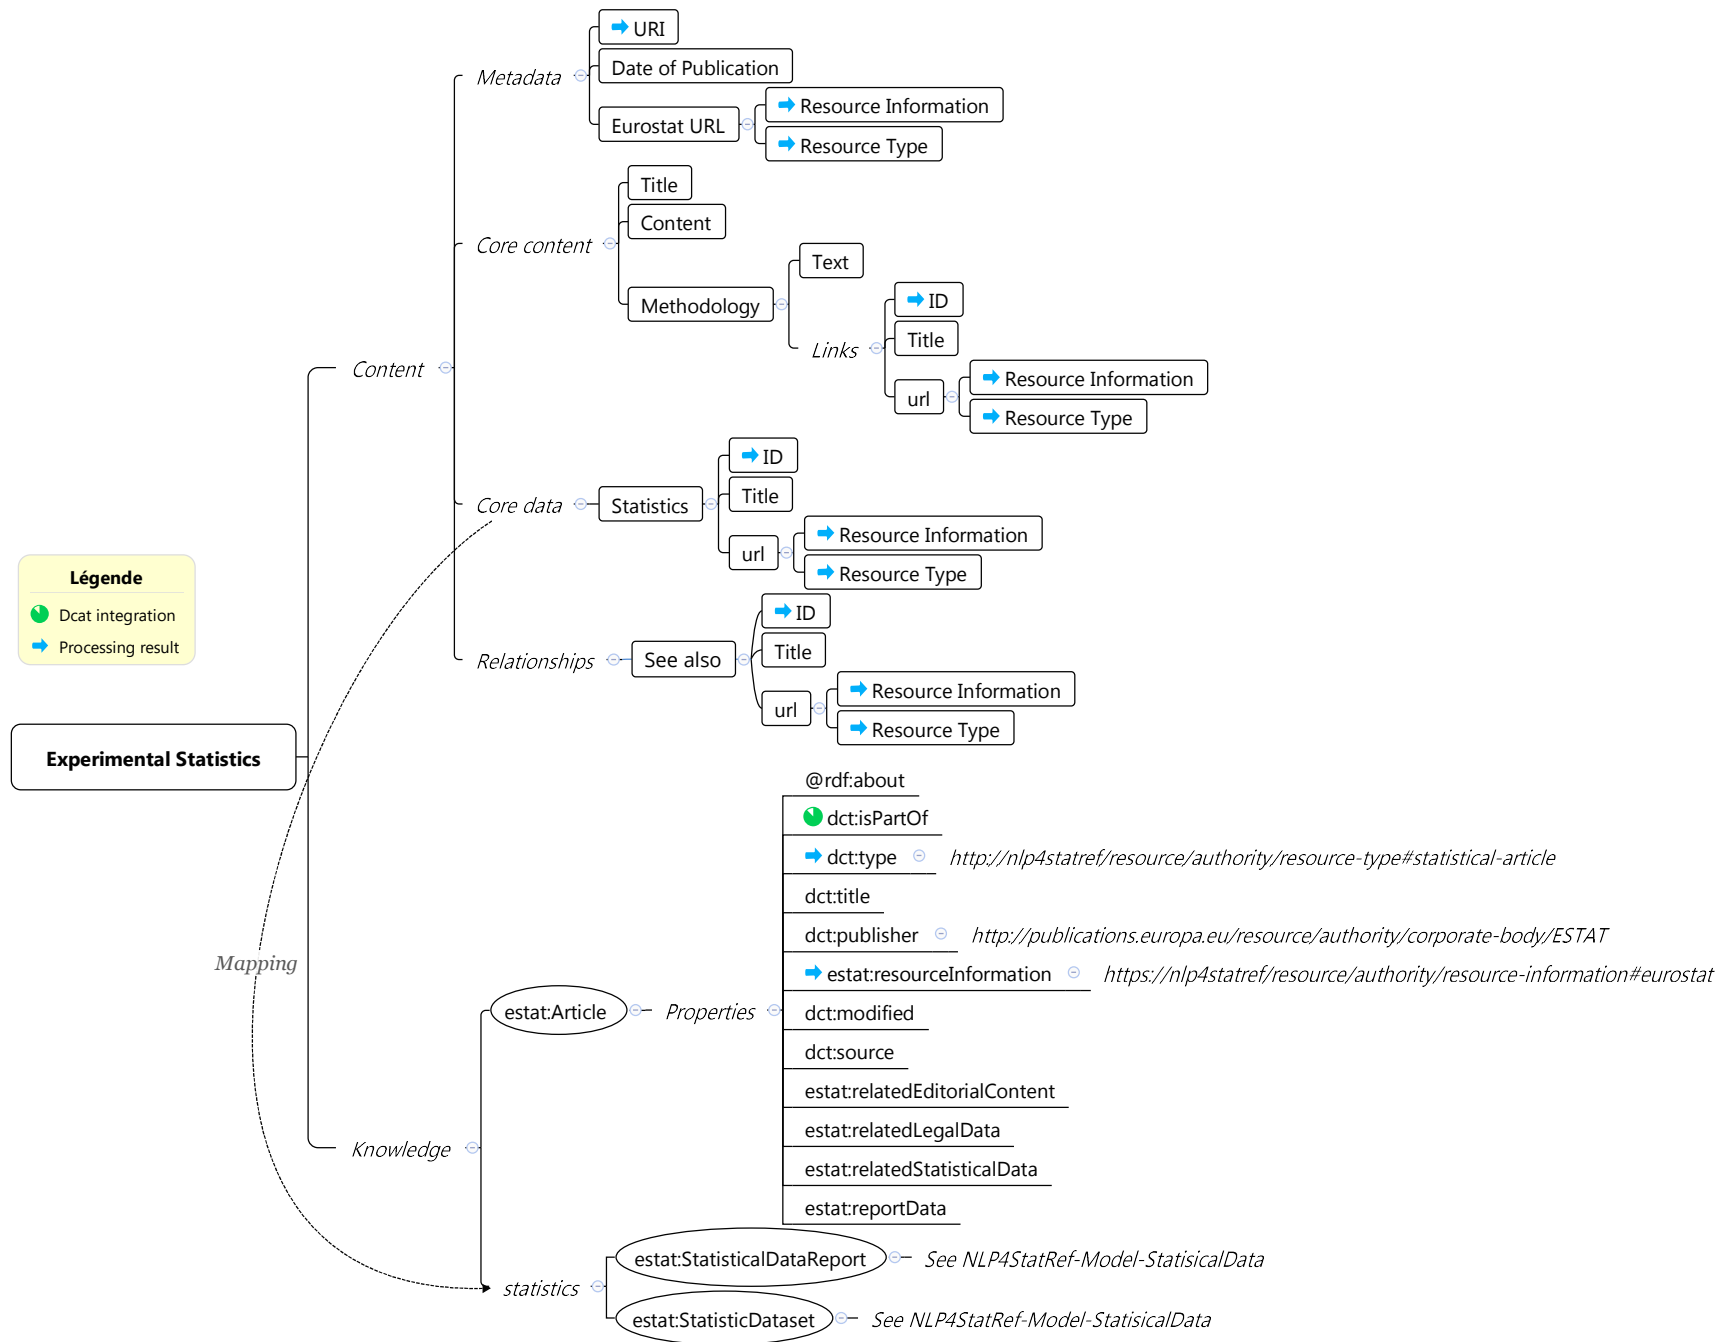 URI
Metadata
Date of Publication
Eurostat URL
Resource Information
Resource Type
Title
Content
Core content
Methodology
Text
Links
ID
Title
url
Resource Information
Resource Type
Content
Core data
Statistics
ID
Title
url
Resource Information
Resource Type
Légende
Dcat integration
Processing result
Relationships
See also
ID
Title
url
Resource Information
Resource Type
Experimental Statistics
Mapping
Knowledge
estat:Article
Properties
@rdf:about
dct:isPartOf
dct:type http://nlp4statref/resource/authority/resource-type#statistical-article
dct:title
dct:publisher http://publications.europa.eu/resource/authority/corporate-body/ESTAT
estat:resourceInformation https://nlp4statref/resource/authority/resource-information#eurostat
dct:modified
dct:source
estat:relatedEditorialContent
estat:relatedLegalData
estat:relatedStatisticalData
estat:reportData
statistics
estat:StatisticalDataReport See NLP4StatRef-Model-StatisicalData
estat:StatisticDataset See NLP4StatRef-Model-StatisicalData